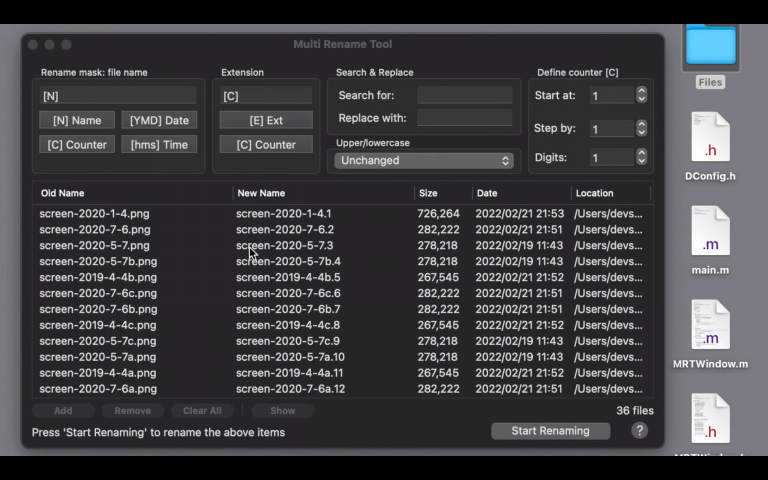 Multi Rename Tool
Rename mask: file name
Extension
Search & Replace
Define counter [C]
[N]
[C]
Search for:
Start at:
1
[N] Name
[YMD] Date
[E] Ext
Replace with:
Step by:
1
[C] Counter
[hms] Time
[C] Counter
Upper/lowercase
Unchanged
Digits:
1
Old Name New Name Size Date Location
screen-2020-1-4.png screen-2020-1-4.1 726,264 2022/02/21 21:53 /Users/devs...
screen-2020-7-6.png screen-2020-7-6.2 282,222 2022/02/21 21:51 /Users/devs...
screen-2020-5-7.png screen-2020-5-7.3 278,218 2022/02/19 11:43 /Users/devs...
screen-2020-5-7b.png screen-2020-5-7b.4 278,218 2022/02/19 11:43 /Users/devs...
screen-2019-4-4b.png screen-2019-4-4b.5 267,545 2022/02/21 21:52 /Users/devs...
screen-2020-7-6c.png screen-2020-7-6c.6 282,222 2022/02/21 21:51 /Users/devs...
screen-2020-7-6b.png screen-2020-7-6b.7 282,222 2022/02/21 21:51 /Users/devs...
screen-2019-4-4c.png screen-2019-4-4c.8 267,545 2022/02/21 21:52 /Users/devs...
screen-2020-5-7c.png screen-2020-5-7c.9 278,218 2022/02/19 11:43 /Users/devs...
screen-2020-5-7a.png screen-2020-5-7a.10 278,218 2022/02/19 11:43 /Users/devs...
screen-2019-4-4a.png screen-2019-4-4a.11 267,545 2022/02/21 21:52 /Users/devs...
screen-2020-7-6a.png screen-2020-7-6a.12 282,222 2022/02/21 21:51 /Users/devs...
Add Remove Clear All Show
36 files
Press 'Start Renaming' to rename the above items
Start Renaming
?
Files
.h
DConfig.h
.m
main.m
.m
MRTWindow.m
.h